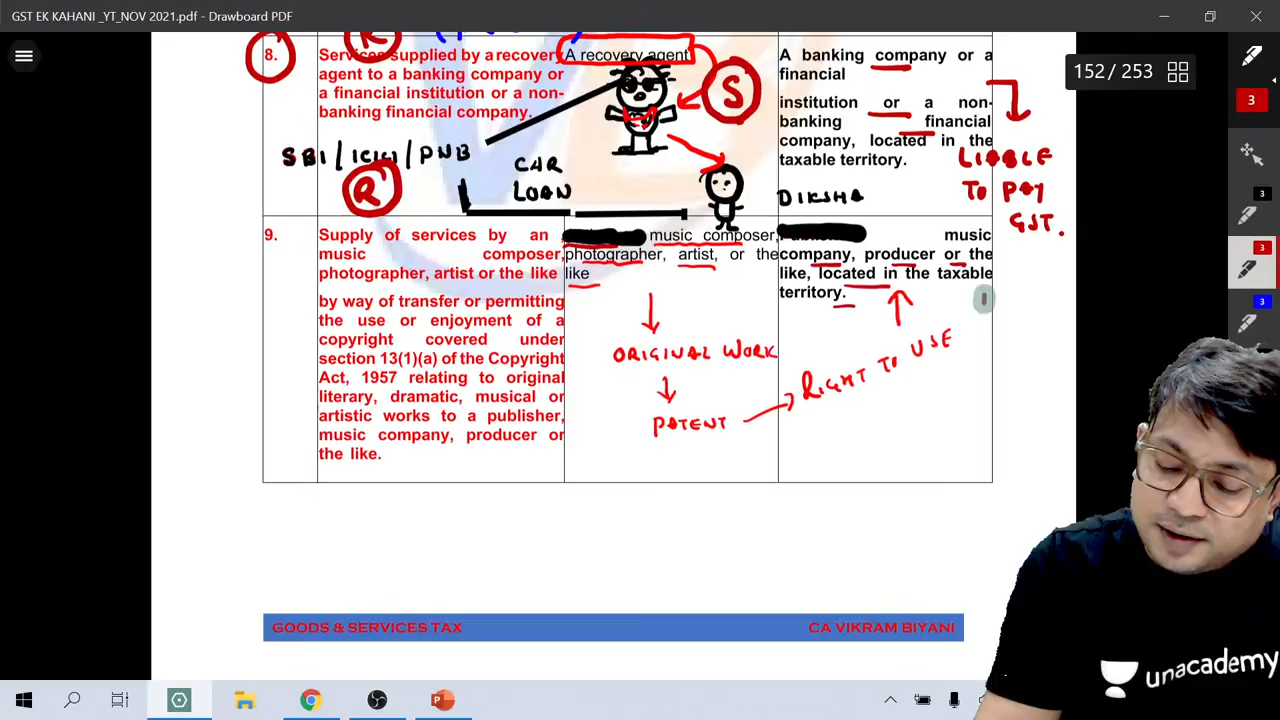 GST EK KAHANI _YT_NOV 2021.pdf - Drawboard PDF
152 / 253
8.
Services supplied by a recovery
agent to a banking company or
a financial institution or a non-
banking financial company.
A recovery agent
A banking company or a
financial
institution or a non-
banking financial
company, located in the
taxable territory.
S
SBI / ICICI / PNB
R
CAR
LOAN
DIKSHA
LIABLE
TO PAY
GST.
9.
Supply of services by an
music composer,
photographer, artist or the like
by way of transfer or permitting
the use or enjoyment of a
copyright covered under
section 13(1)(a) of the Copyright
Act, 1957 relating to original
literary, dramatic, musical or
artistic works to a publisher,
music company, producer or
the like.
music composer,
photographer, artist, or the
like
music
company, producer or the
like, located in the taxable
territory.
ORIGINAL WORK
PATENT
RIGHT TO USE
GOODS & SERVICES TAX
CA VIKRAM BIYANI
3
3
3
3
unacademy